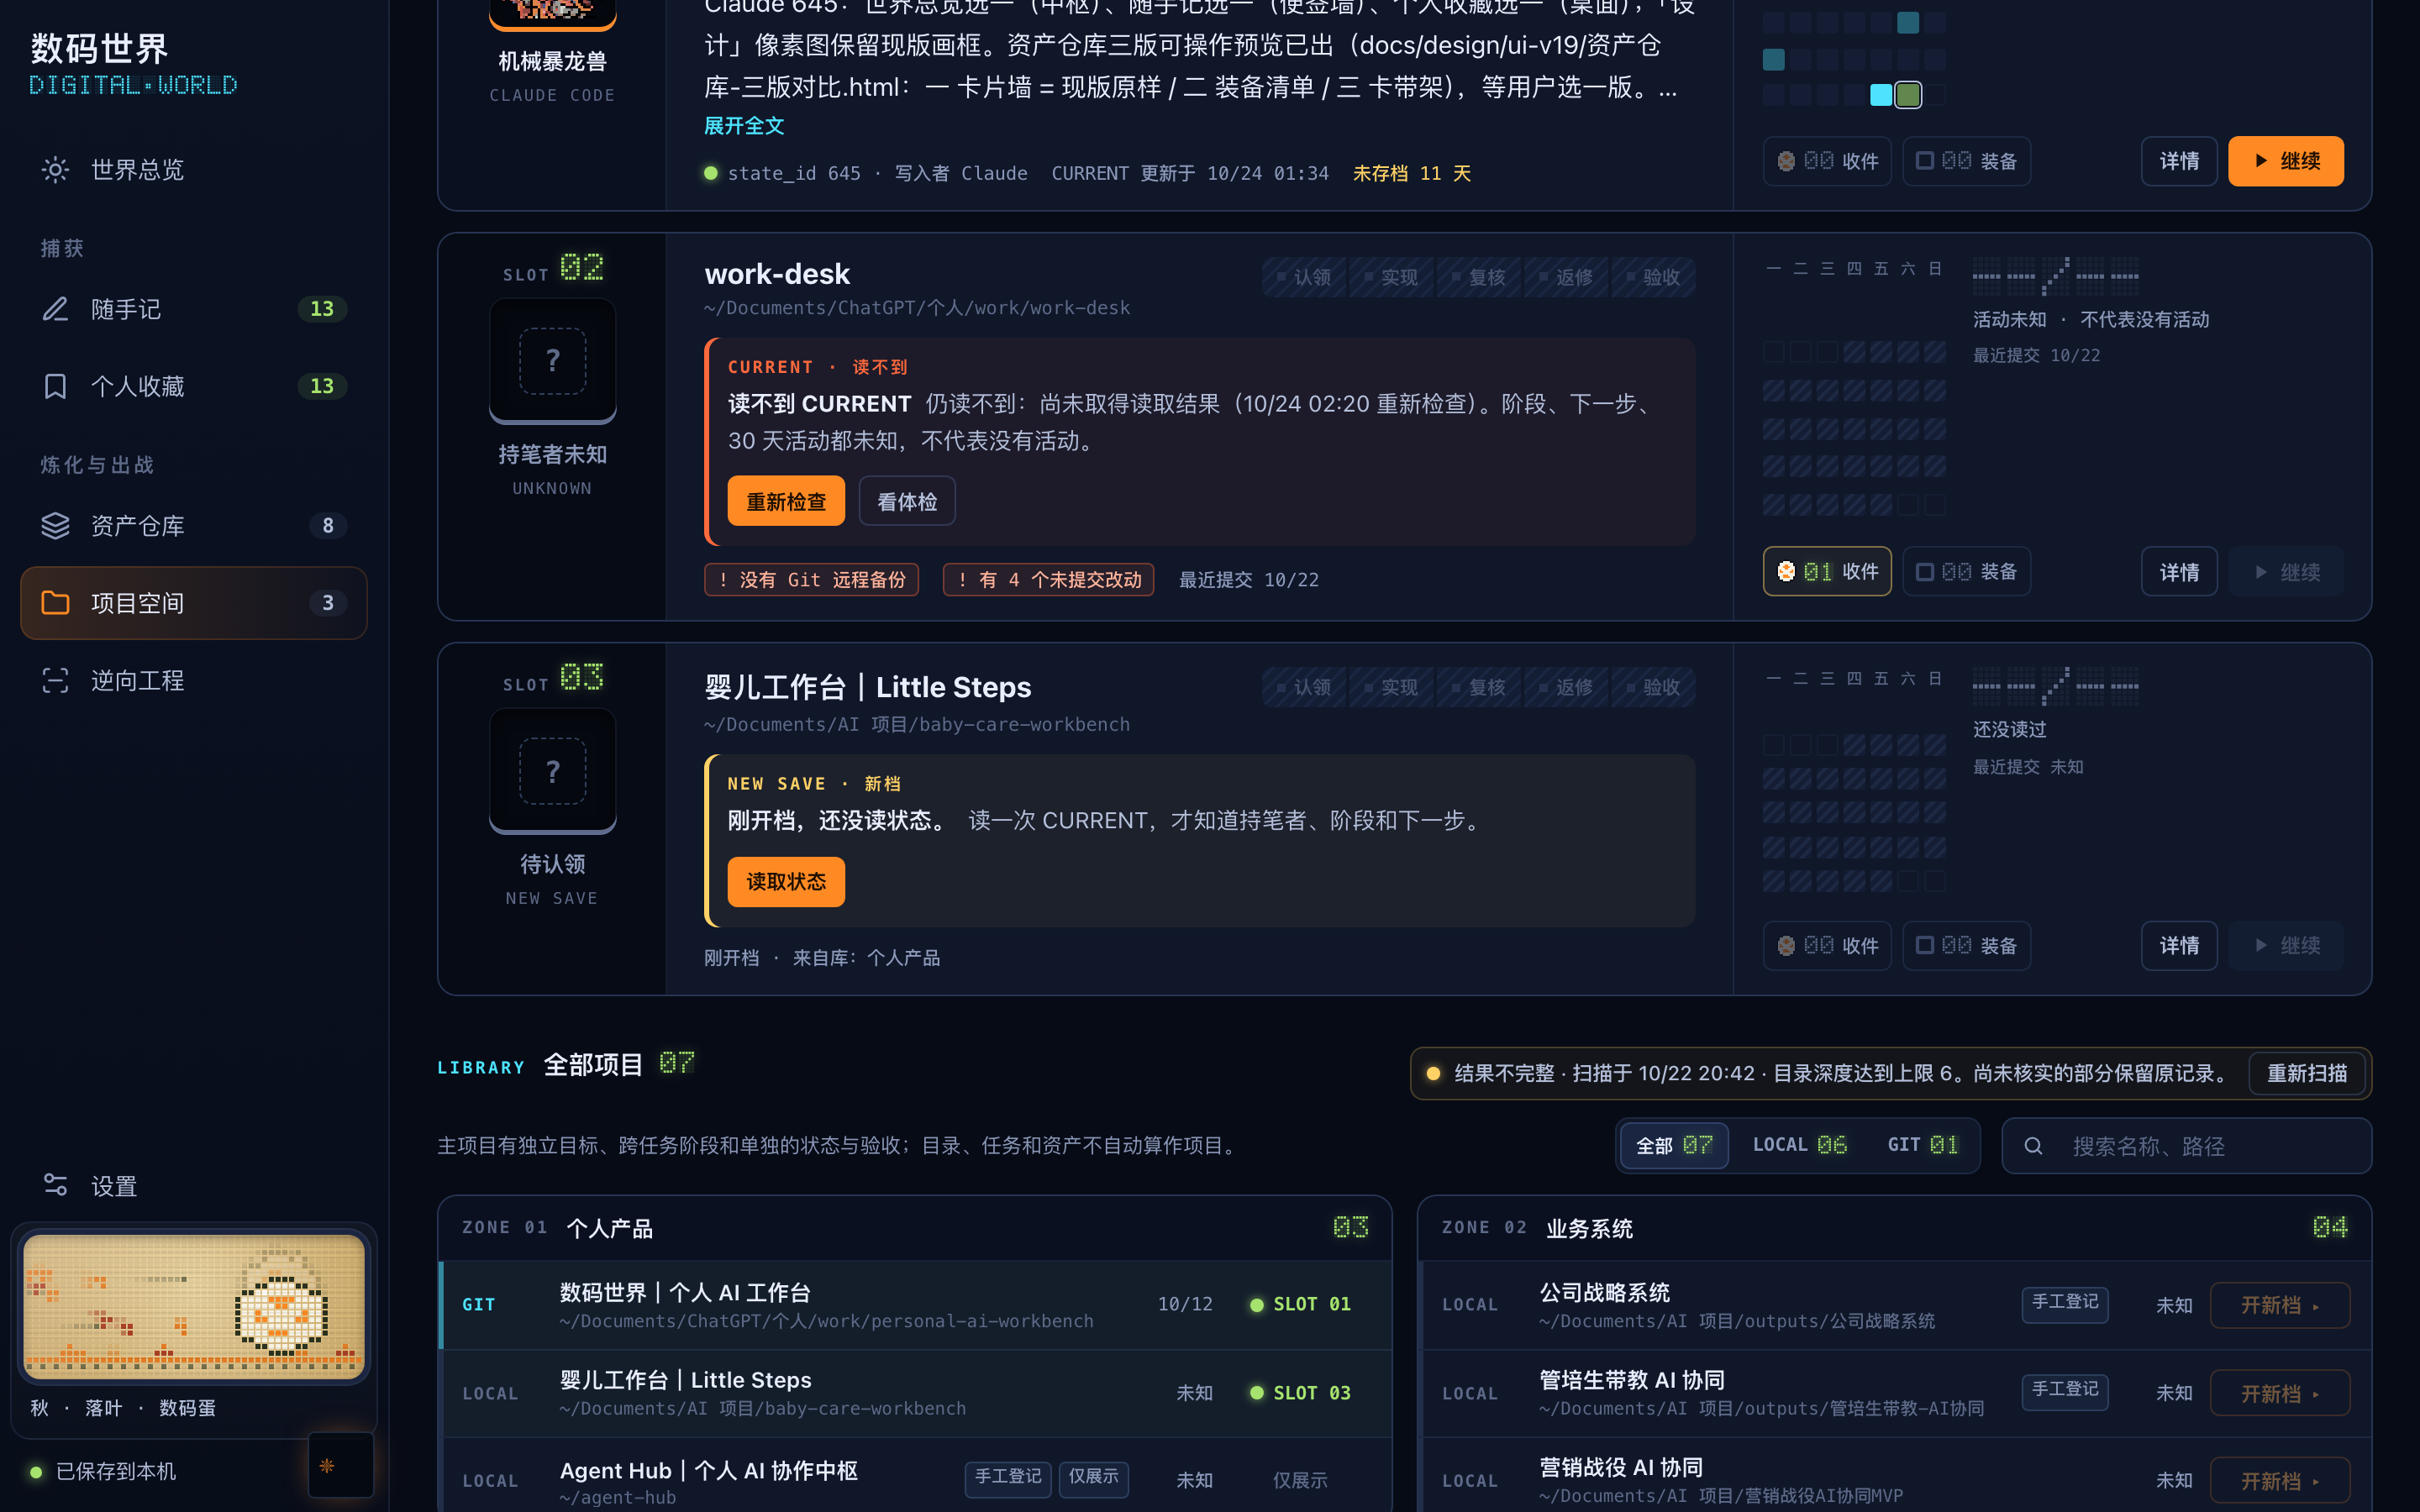 数码世界
DIGITAL·WORLD
世界总览
捕获
随手记 13
个人收藏 13
炼化与出战
资产仓库 8
项目空间 3
逆向工程
设置
秋 · 落叶 · 数码蛋
已保存到本机
机械暴龙兽
CLAUDE CODE
Claude 645：世界总览选一（中枢）、随手记选一（便签墙）、个人收藏选一（桌面），「设
计」像素图保留现版画框。资产仓库三版可操作预览已出（docs/design/ui-v19/资产仓
库-三版对比.html：一 卡片墙 = 现版原样 / 二 装备清单 / 三 卡带架），等用户选一版。...
展开全文
state_id 645 · 写入者 Claude CURRENT 更新于 10/24 01:34 未存档 11 天
00 收件 00 装备 详情 继续
SLOT 02
?
持笔者未知
UNKNOWN
work-desk
~/Documents/ChatGPT/个人/work/work-desk
认领 实现 复核 返修 验收
CURRENT · 读不到
读不到 CURRENT 仍读不到：尚未取得读取结果（10/24 02:20 重新检查）。阶段、下一步、
30 天活动都未知，不代表没有活动。
重新检查 看体检
! 没有 Git 远程备份 ! 有 4 个未提交改动 最近提交 10/22
一 二 三 四 五 六 日
--/--
活动未知 · 不代表没有活动
最近提交 10/22
01 收件 00 装备 详情 继续
SLOT 03
?
待认领
NEW SAVE
婴儿工作台｜Little Steps
~/Documents/AI 项目/baby-care-workbench
认领 实现 复核 返修 验收
NEW SAVE · 新档
刚开档，还没读状态。 读一次 CURRENT，才知道持笔者、阶段和下一步。
读取状态
刚开档 · 来自库：个人产品
一 二 三 四 五 六 日
--/--
还没读过
最近提交 未知
00 收件 00 装备 详情 继续
LIBRARY 全部项目 07
结果不完整 · 扫描于 10/22 20:42 · 目录深度达到上限 6。尚未核实的部分保留原记录。 重新扫描
主项目有独立目标、跨任务阶段和单独的状态与验收；目录、任务和资产不自动算作项目。
全部 07 LOCAL 06 GIT 01 搜索名称、路径
ZONE 01 个人产品 03
GIT 数码世界｜个人 AI 工作台 10/12 SLOT 01
~/Documents/ChatGPT/个人/work/personal-ai-workbench
LOCAL 婴儿工作台｜Little Steps 未知 SLOT 03
~/Documents/AI 项目/baby-care-workbench
LOCAL Agent Hub｜个人 AI 协作中枢 手工登记 仅展示 未知 仅展示
~/agent-hub
ZONE 02 业务系统 04
LOCAL 公司战略系统 手工登记 未知 开新档 ▸
~/Documents/AI 项目/outputs/公司战略系统
LOCAL 管培生带教 AI 协同 手工登记 未知 开新档 ▸
~/Documents/AI 项目/outputs/管培生带教-AI协同
LOCAL 营销战役 AI 协同 未知 开新档 ▸
~/Documents/AI 项目/营销战役AI协同MVP